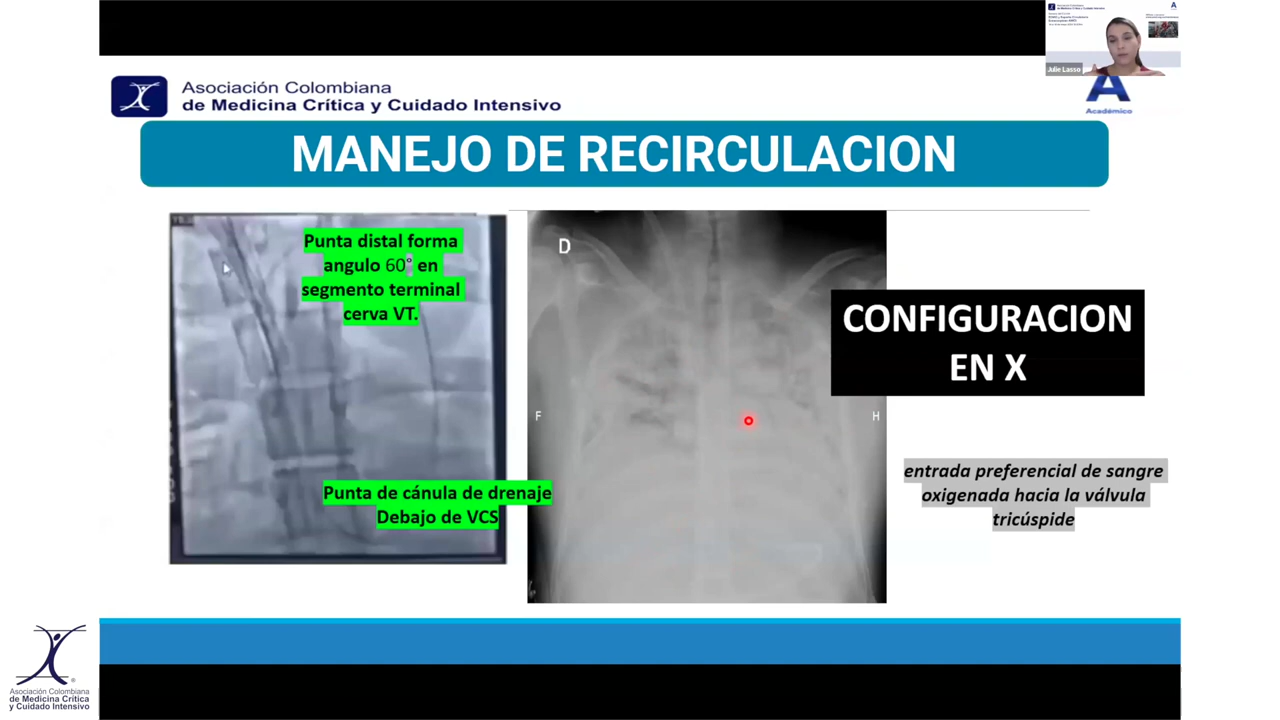 Asociación Colombiana
de Medicina Crítica y Cuidado Intensivo
Julie Lasso
A
Académico
MANEJO DE RECIRCULACION
Punta distal forma
angulo 60° en
segmento terminal
cerva VT.
Punta de cánula de drenaje
Debajo de VCS
D
F
H
CONFIGURACION
EN X
entrada preferencial de sangre
oxigenada hacia la válvula
tricúspide
Asociación Colombiana
de Medicina Crítica
y Cuidado Intensivo